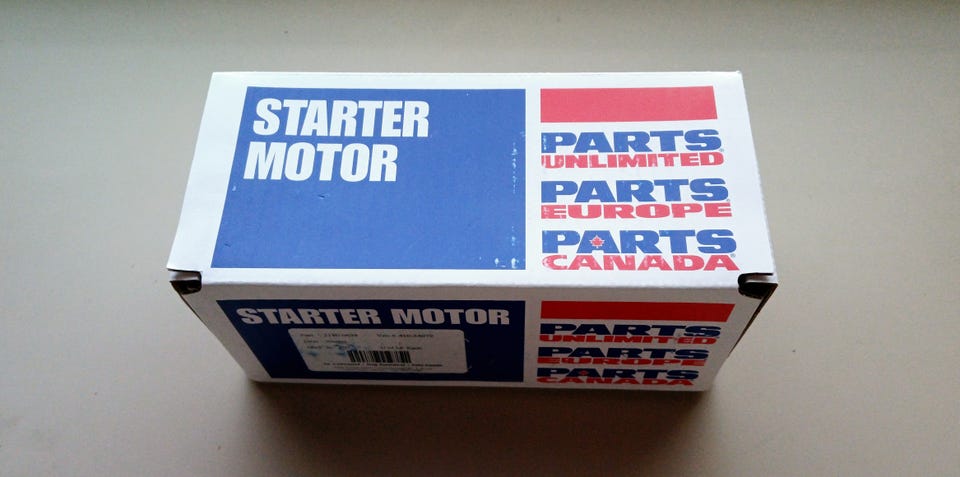 STARTER
MOTOR
PARTS
UNLIMITED
PARTS
EUROPE
PARTS
CANADA
STARTER MOTOR
PARTS
UNLIMITED
PARTS
EUROPE
PARTS
CANADA